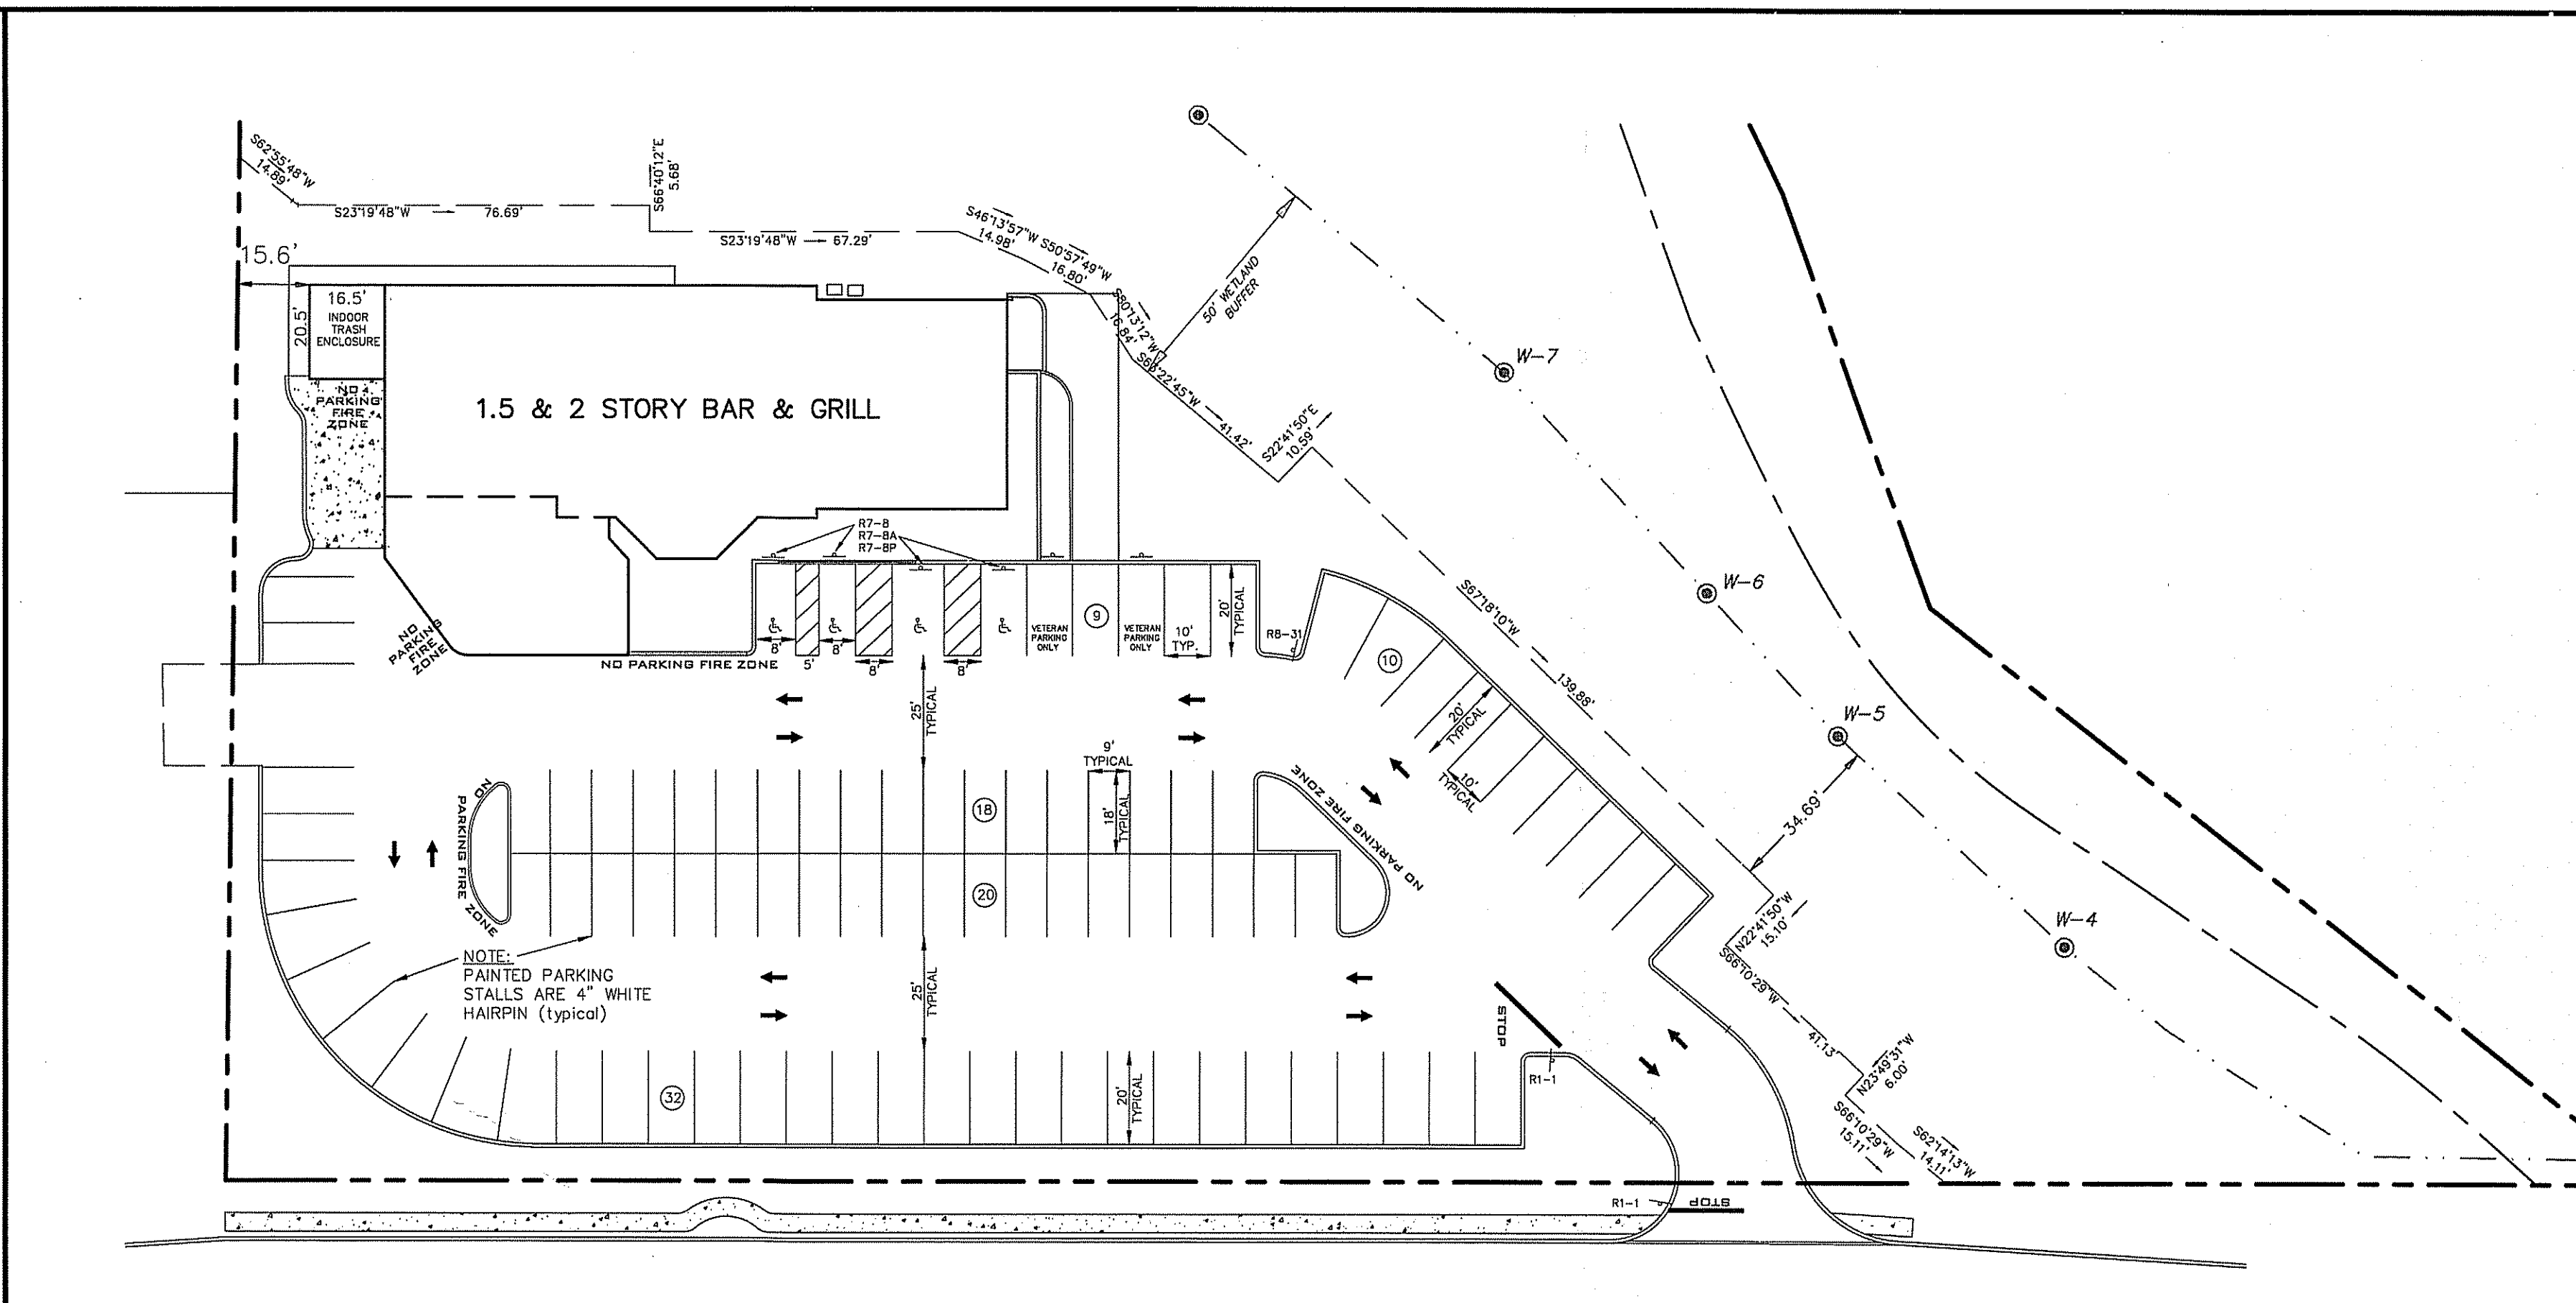 S62°55'48"W
14.89'
S23°19'48"W
76.69'
S66°40'12"E
5.68'
S23°19'48"W
67.29'
S46°13'57"W
14.98'
S50°57'49"W
16.80'
S80°13'12"W
16.84'
S66°22'45"W
41.42'
S22°41'50"E
10.59'
50' WETLAND
BUFFER
15.6'
16.5'
20.5'
INDOOR
TRASH
ENCLOSURE
NO
PARKING
FIRE
ZONE
1.5 & 2 STORY BAR & GRILL
W-7
W-6
W-5
W-4
R7-8
R7-8A
R7-8P
S67°18'10"W
139.88'
34.69'
N22°41'50"W
15.10'
S66°10'29"W
41.13'
N23°49'31"W
6.00'
S66°10'29"W
15.11'
S62°14'13"W
14.11'
8'
5'
8'
8'
8'
VETERAN
PARKING
ONLY
9
VETERAN
PARKING
ONLY
10'
TYP.
20'
TYPICAL
R8-31
10
20'
TYPICAL
10'
TYPICAL
NO
PARKING
FIRE
ZONE
NO PARKING FIRE ZONE
25'
TYPICAL
9'
TYPICAL
18'
TYPICAL
18
20
NO PARKING FIRE ZONE
NO
PARKING FIRE
ZONE
NOTE:
PAINTED PARKING
STALLS ARE 4" WHITE
HAIRPIN (typical)
25'
TYPICAL
20'
TYPICAL
32
STOP
R1-1
R1-1
STOP